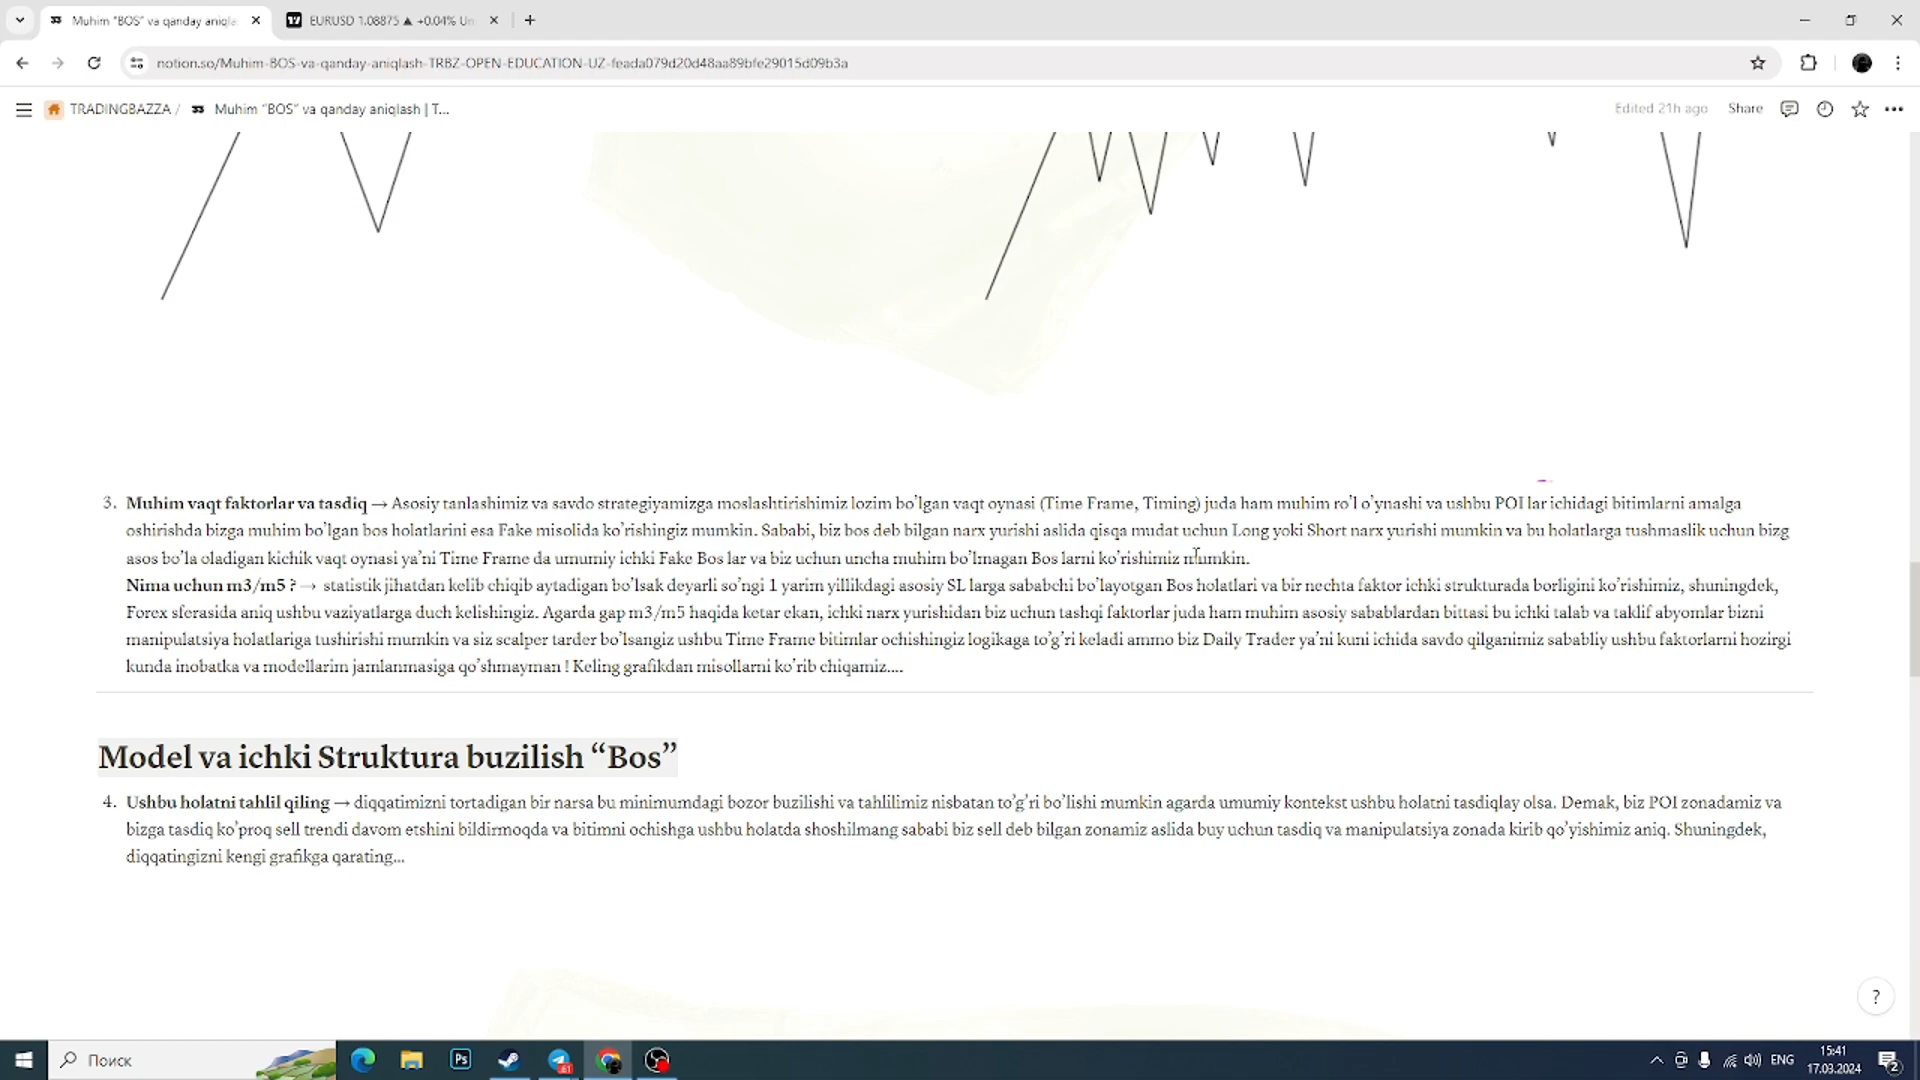 Muhim “BOS” va qanday aniqla
EURUSD 1.08875 ▲ +0.04% Un
notion.so/Muhim-BOS-va-qanday-aniqlash-TRBZ-OPEN-EDUCATION-UZ-feada079d20d48aa89bfe29015d09b3a
TRADINGBAZZA / Muhim “BOS” va qanday aniqlash | T...
Edited 21h ago Share
3. Muhim vaqt faktorlar va tasdiq → Asosiy tanlashimiz va savdo strategiyamizga moslashtirishimiz lozim bo’lgan vaqt oynasi (Time Frame, Timing) juda ham muhim ro’l o’ynashi va ushbu POI lar ichidagi bitimlarni amalga
oshirishda bizga muhim bo’lgan bos holatlarini esa Fake misolida ko’rishingiz mumkin. Sababi, biz bos deb bilgan narx yurishi aslida qisqa mudat uchun Long yoki Short narx yurishi mumkin va bu holatlarga tushmaslik uchun bizg
asos bo’la oladigan kichik vaqt oynasi ya’ni Time Frame da umumiy ichki Fake Bos lar va biz uchun uncha muhim bo’lmagan Bos larni ko’rishimiz mumkin.
Nima uchun m3/m5 ? → statistik jihatdan kelib chiqib aytadigan bo’lsak deyarli so’ngi 1 yarim yillikdagi asosiy SL larga sababchi bo’layotgan Bos holatlari va bir nechta faktor ichki strukturada borligini ko’rishimiz, shuningdek,
Forex sferasida aniq ushbu vaziyatlarga duch kelishingiz. Agarda gap m3/m5 haqida ketar ekan, ichki narx yurishidan biz uchun tashqi faktorlar juda ham muhim asosiy sabablardan bittasi bu ichki talab va taklif abyomlar bizni
manipulatsiya holatlariga tushirishi mumkin va siz scalper tarder bo’lsangiz ushbu Time Frame bitimlar ochishingiz logikaga to’g’ri keladi ammo biz Daily Trader ya’ni kuni ichida savdo qilganimiz sababliy ushbu faktorlarni hozirgi
kunda inobatka va modellarim jamlanmasiga qo’shmayman ! Keling grafikdan misollarni ko’rib chiqamiz....
Model va ichki Struktura buzilish “Bos”
4. Ushbu holatni tahlil qiling → diqqatimizni tortadigan bir narsa bu minimumdagi bozor buzilishi va tahlilimiz nisbatan to’g’ri bo’lishi mumkin agarda umumiy kontekst ushbu holatni tasdiqlay olsa. Demak, biz POI zonadamiz va
bizga tasdiq ko’proq sell trendi davom etshini bildirmoqda va bitimni ochishga ushbu holatda shoshilmang sababi biz sell deb bilgan zonamiz aslida buy uchun tasdiq va manipulatsiya zonada kirib qo’yishimiz aniq. Shuningdek,
diqqatingizni kengi grafikga qarating...
?
Поиск
Ps
61
ENG
15:41
17.03.2024
2